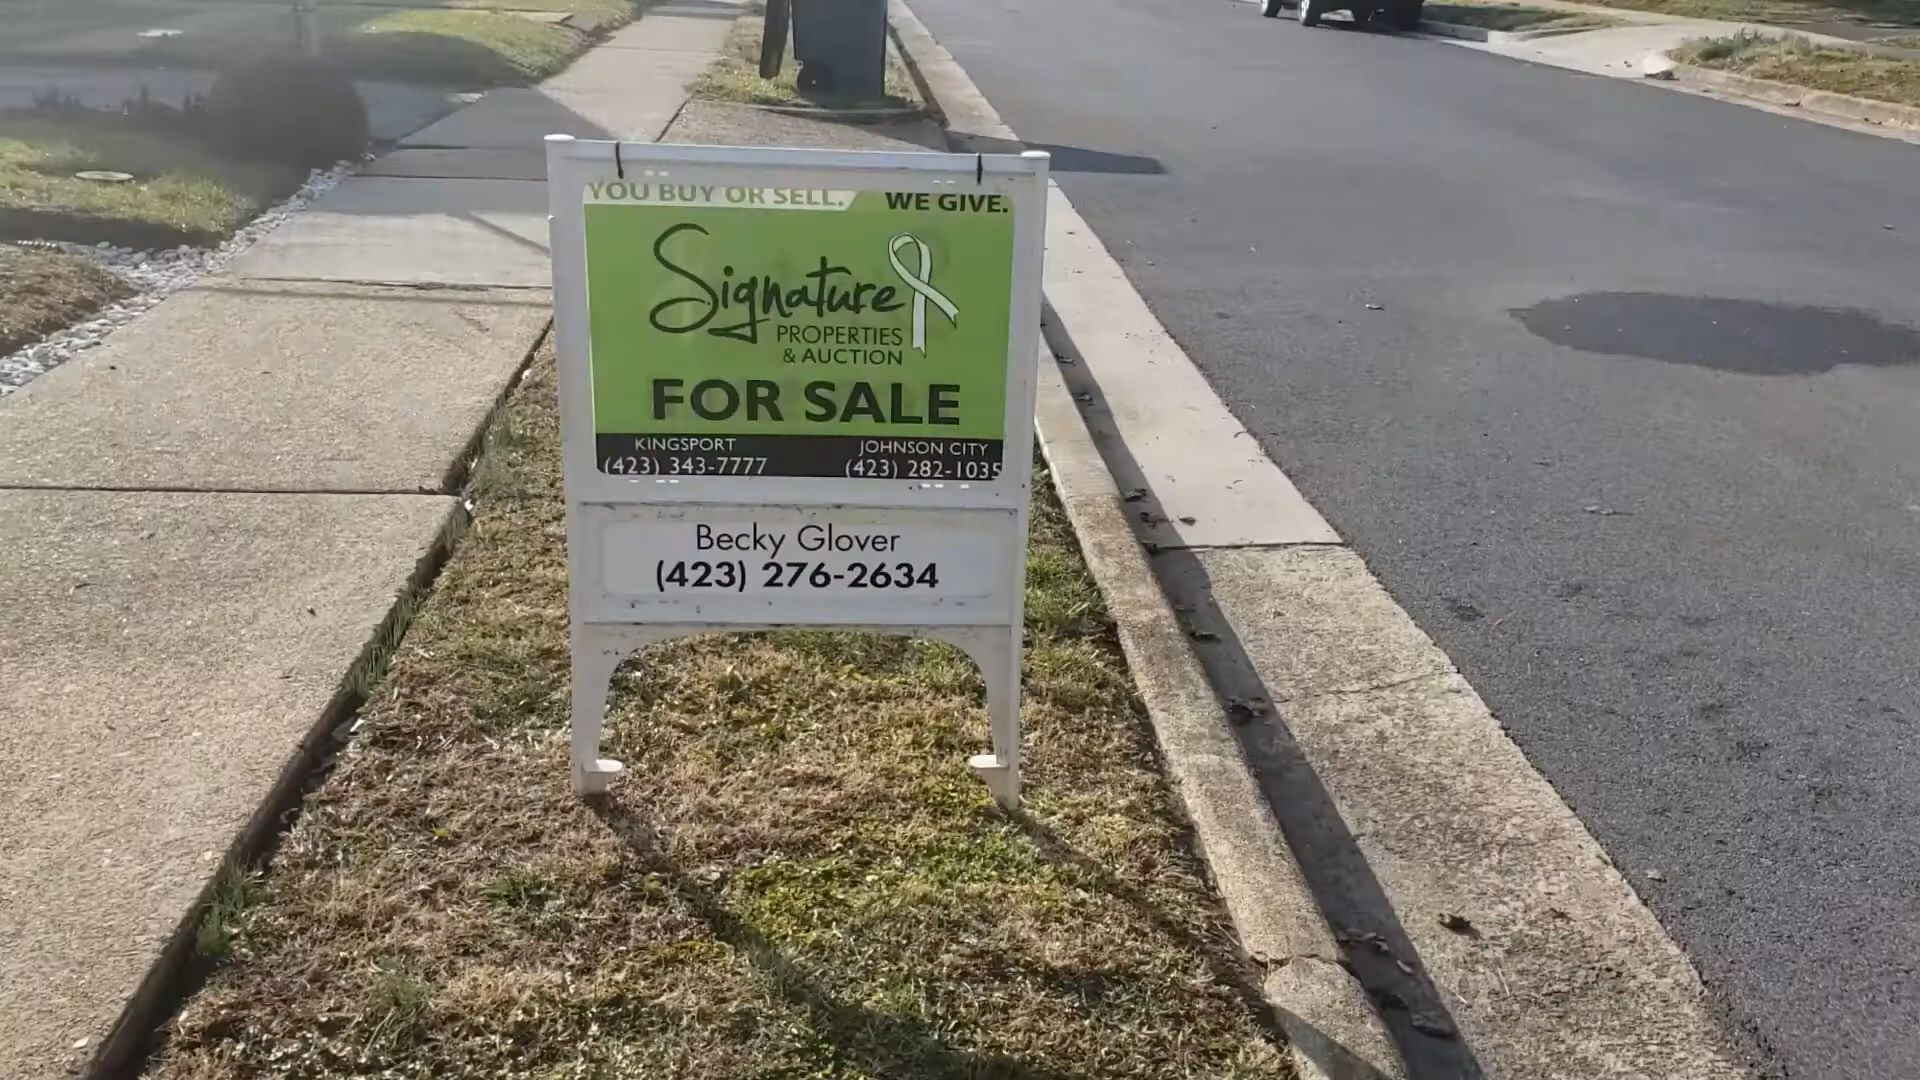 YOU BUY OR SELL. WE GIVE.
Signature
PROPERTIES
& AUCTION
FOR SALE
KINGSPORT JOHNSON CITY
(423) 343-7777 (423) 282-1035
Becky Glover
(423) 276-2634